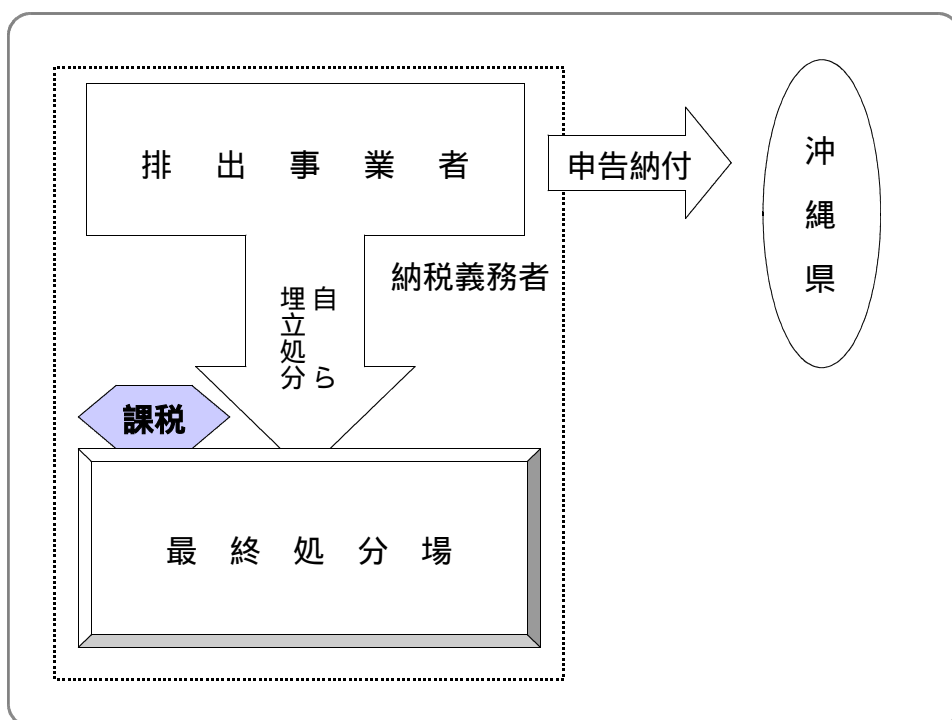 排出事業者
申告納付
沖縄県
納税義務者
自ら
埋立処分
課税
最終処分場